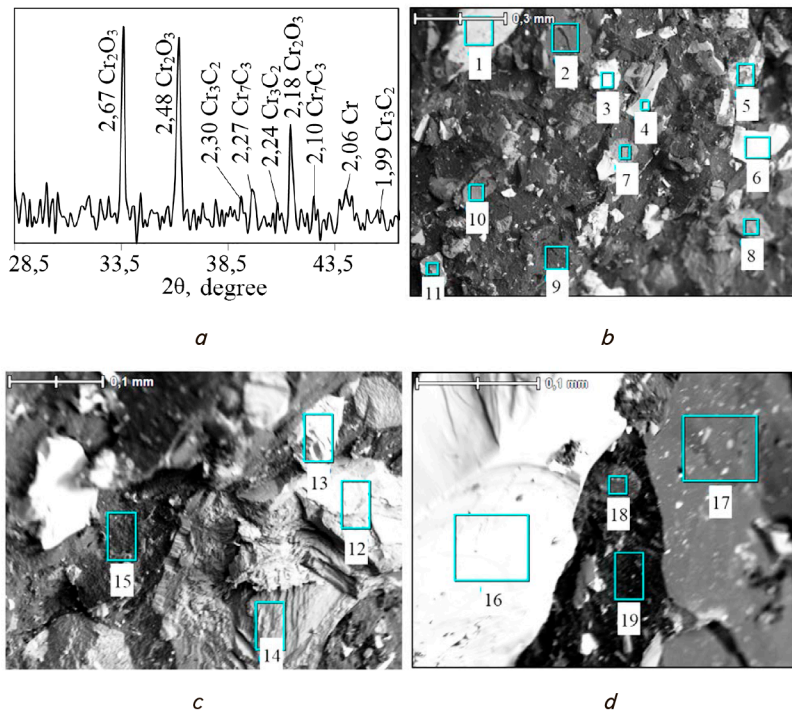 2,67 Cr₂O₃
2,48 Cr₂O₃
2,30 Cr₃C₂
2,27 Cr₇C₃
2,24 Cr₃C₂
2,18 Cr₂O₃
2,10 Cr₇C₃
2,06 Cr
1,99 Cr₃C₂
28,5 33,5 38,5 43,5
2θ, degree
a
0,3 mm
1
2
3
4
5
6
7
8
9
10
11
b
0,1 mm
13
12
15
14
c
0,1 mm
17
18
16
19
d